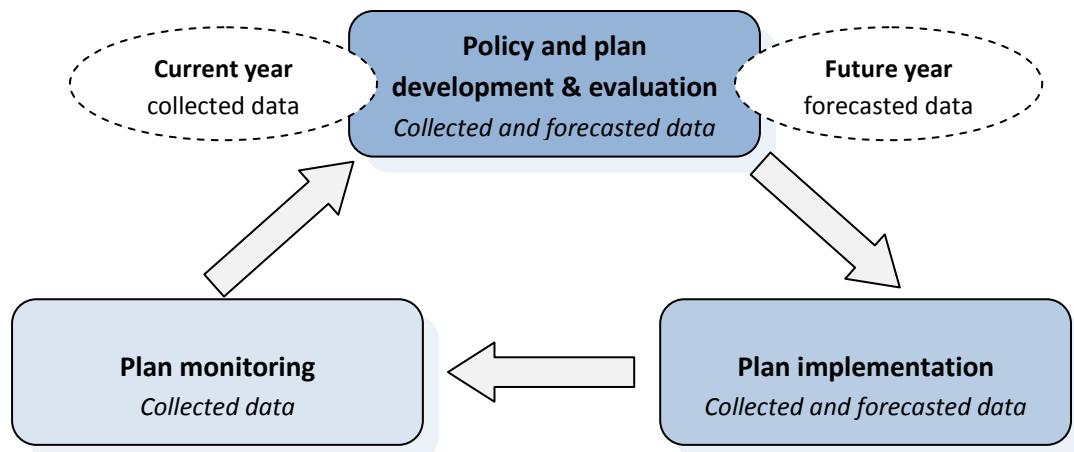 Policy and plan
development & evaluation
Collected and forecasted data
Current year
collected data
Future year
forecasted data
Plan monitoring
Collected data
Plan implementation
Collected and forecasted data